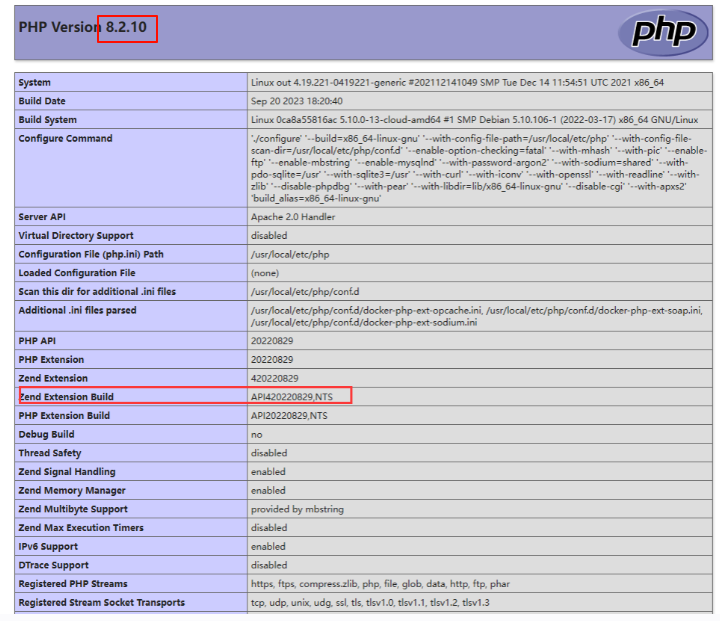 PHP Version 8.2.10
php
System Linux out 4.19.221-0419221-generic #202112141049 SMP Tue Dec 14 11:54:51 UTC 2021 x86_64
Build Date Sep 20 2023 18:20:40
Build System Linux 0ca8a55816ac 5.10.0-13-cloud-amd64 #1 SMP Debian 5.10.106-1 (2022-03-17) x86_64 GNU/Linux
Configure Command './configure' '--build=x86_64-linux-gnu' '--with-config-file-path=/usr/local/etc/php' '--with-config-file-
scan-dir=/usr/local/etc/php/conf.d' '--enable-option-checking=fatal' '--with-mhash' '--with-pic' '--enable-
ftp' '--enable-mbstring' '--enable-mysqlnd' '--with-password-argon2' '--with-sodium=shared' '--with-
pdo-sqlite=/usr' '--with-sqlite3=/usr' '--with-curl' '--with-iconv' '--with-openssl' '--with-readline' '--with-
zlib' '--disable-phpdbg' '--with-pear' '--with-libdir=lib/x86_64-linux-gnu' '--disable-cgi' '--with-apxs2'
'build_alias=x86_64-linux-gnu'
Server API Apache 2.0 Handler
Virtual Directory Support disabled
Configuration File (php.ini) Path /usr/local/etc/php
Loaded Configuration File (none)
Scan this dir for additional .ini files /usr/local/etc/php/conf.d
Additional .ini files parsed /usr/local/etc/php/conf.d/docker-php-ext-opcache.ini, /usr/local/etc/php/conf.d/docker-php-ext-soap.ini,
/usr/local/etc/php/conf.d/docker-php-ext-sodium.ini
PHP API 20220829
PHP Extension 20220829
Zend Extension 420220829
Zend Extension Build API420220829,NTS
PHP Extension Build API20220829,NTS
Debug Build no
Thread Safety disabled
Zend Signal Handling enabled
Zend Memory Manager enabled
Zend Multibyte Support provided by mbstring
Zend Max Execution Timers disabled
IPv6 Support enabled
DTrace Support disabled
Registered PHP Streams https, ftps, compress.zlib, php, file, glob, data, http, ftp, phar
Registered Stream Socket Transports tcp, udp, unix, udg, ssl, tls, tlsv1.0, tlsv1.1, tlsv1.2, tlsv1.3